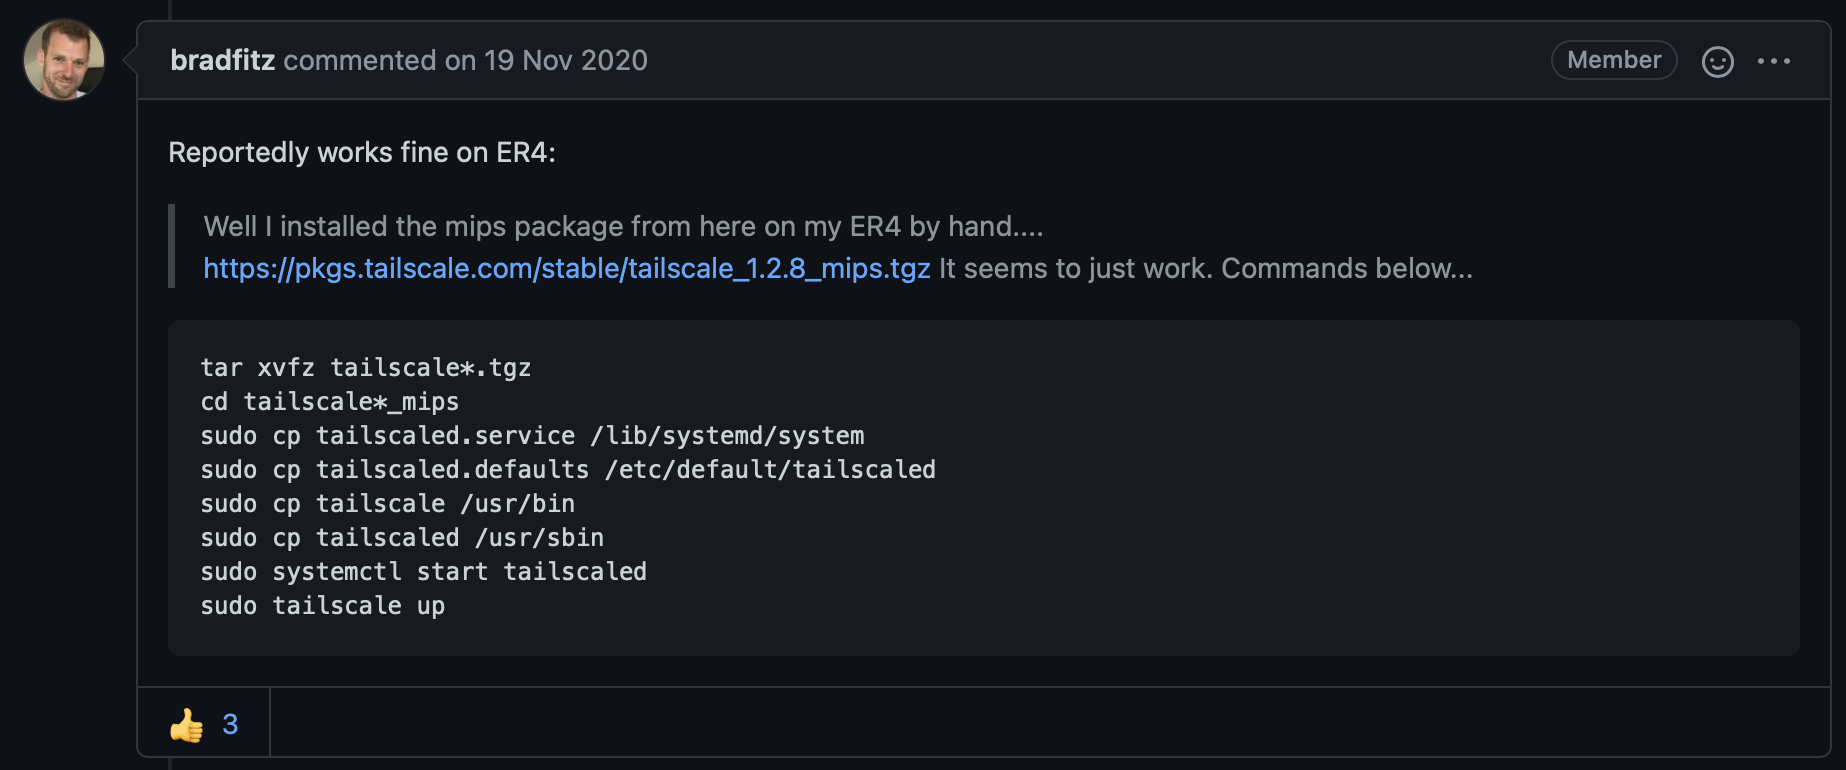 bradfitz commented on 19 Nov 2020
Member
Reportedly works fine on ER4:
Well I installed the mips package from here on my ER4 by hand....
https://pkgs.tailscale.com/stable/tailscale_1.2.8_mips.tgz It seems to just work. Commands below...
tar xvfz tailscale*.tgz
cd tailscale*_mips
sudo cp tailscaled.service /lib/systemd/system
sudo cp tailscaled.defaults /etc/default/tailscaled
sudo cp tailscale /usr/bin
sudo cp tailscaled /usr/sbin
sudo systemctl start tailscaled
sudo tailscale up
3